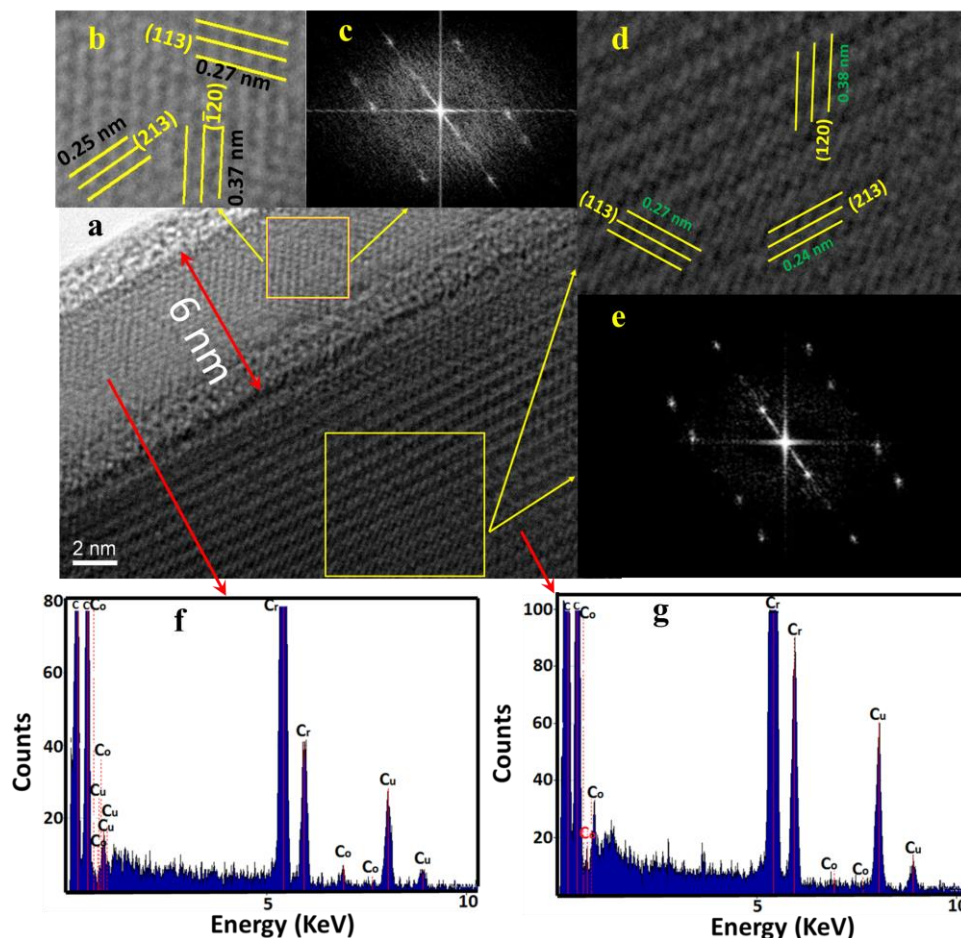 b
(113)
0.27 nm
0.25 nm
(213)
(1̄20)
0.37 nm
c
d
0.38 nm
(120)
(113)
0.27 nm
(213)
0.24 nm
a
6 nm
2 nm
e
f
80
60
40
20
Counts
C
C
Co
Co
Cu
Cu
Cu
Co
Cr
Cr
Co
Co
Cu
Cu
5
10
Energy (KeV)
g
100
80
60
40
20
Counts
C
C
Co
Co
Co
Cr
Cr
Co
Co
Cu
Cu
5
10
Energy (KeV)